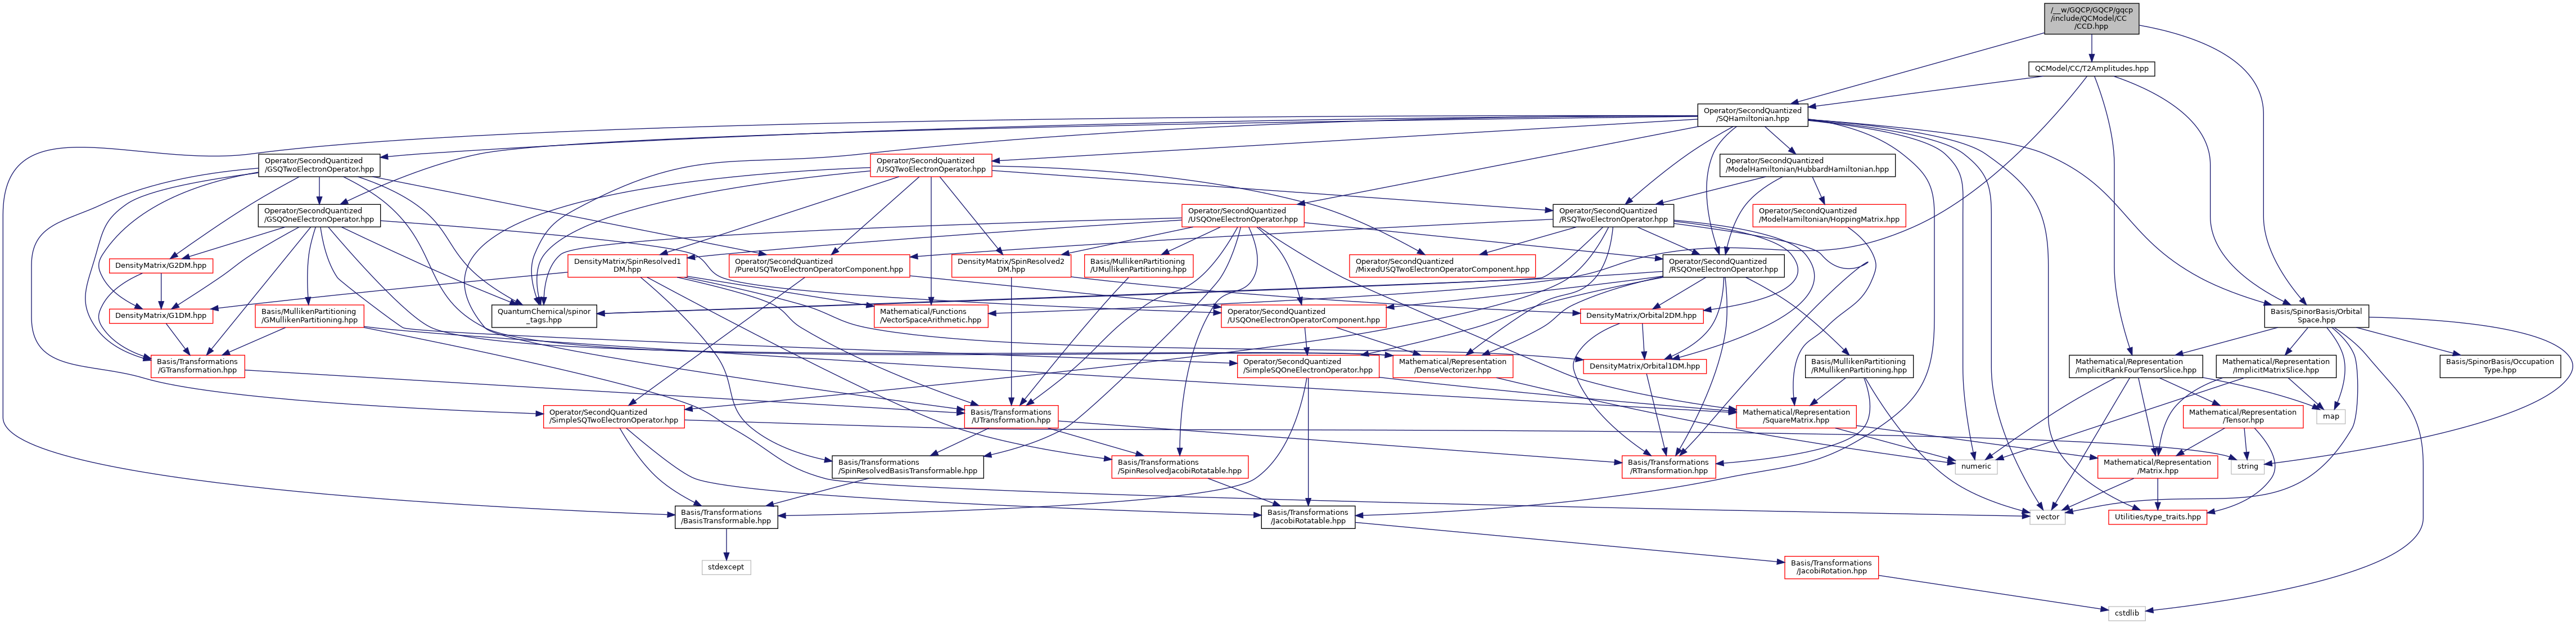 /__w/GQCP/GQCP/gqcp
/include/QCModel/CC
/CCD.hpp
QCModel/CC/T2Amplitudes.hpp
Operator/SecondQuantized
/SQHamiltonian.hpp
Operator/SecondQuantized
/GSQTwoElectronOperator.hpp
Operator/SecondQuantized
/USQTwoElectronOperator.hpp
Operator/SecondQuantized
/ModelHamiltonian/HubbardHamiltonian.hpp
Operator/SecondQuantized
/GSQOneElectronOperator.hpp
Operator/SecondQuantized
/USQOneElectronOperator.hpp
Operator/SecondQuantized
/RSQTwoElectronOperator.hpp
Operator/SecondQuantized
/ModelHamiltonian/HoppingMatrix.hpp
DensityMatrix/G2DM.hpp
DensityMatrix/SpinResolved1
DM.hpp
Operator/SecondQuantized
/PureUSQTwoElectronOperatorComponent.hpp
DensityMatrix/SpinResolved2
DM.hpp
Basis/MullikenPartitioning
/UMullikenPartitioning.hpp
Operator/SecondQuantized
/MixedUSQTwoElectronOperatorComponent.hpp
Operator/SecondQuantized
/RSQOneElectronOperator.hpp
DensityMatrix/G1DM.hpp
Basis/MullikenPartitioning
/GMullikenPartitioning.hpp
QuantumChemical/spinor
_tags.hpp
Mathematical/Functions
/VectorSpaceArithmetic.hpp
Operator/SecondQuantized
/USQOneElectronOperatorComponent.hpp
DensityMatrix/Orbital2DM.hpp
Basis/SpinorBasis/Orbital
Space.hpp
Basis/Transformations
/GTransformation.hpp
Operator/SecondQuantized
/SimpleSQOneElectronOperator.hpp
Mathematical/Representation
/DenseVectorizer.hpp
DensityMatrix/Orbital1DM.hpp
Basis/MullikenPartitioning
/RMullikenPartitioning.hpp
Mathematical/Representation
/ImplicitRankFourTensorSlice.hpp
Mathematical/Representation
/ImplicitMatrixSlice.hpp
Basis/SpinorBasis/Occupation
Type.hpp
Operator/SecondQuantized
/SimpleSQTwoElectronOperator.hpp
Basis/Transformations
/UTransformation.hpp
Mathematical/Representation
/SquareMatrix.hpp
Mathematical/Representation
/Tensor.hpp
map
Basis/Transformations
/SpinResolvedBasisTransformable.hpp
Basis/Transformations
/SpinResolvedJacobiRotatable.hpp
Basis/Transformations
/RTransformation.hpp
numeric
Mathematical/Representation
/Matrix.hpp
string
Basis/Transformations
/BasisTransformable.hpp
Basis/Transformations
/JacobiRotatable.hpp
vector
Utilities/type_traits.hpp
stdexcept
Basis/Transformations
/JacobiRotation.hpp
cstdlib